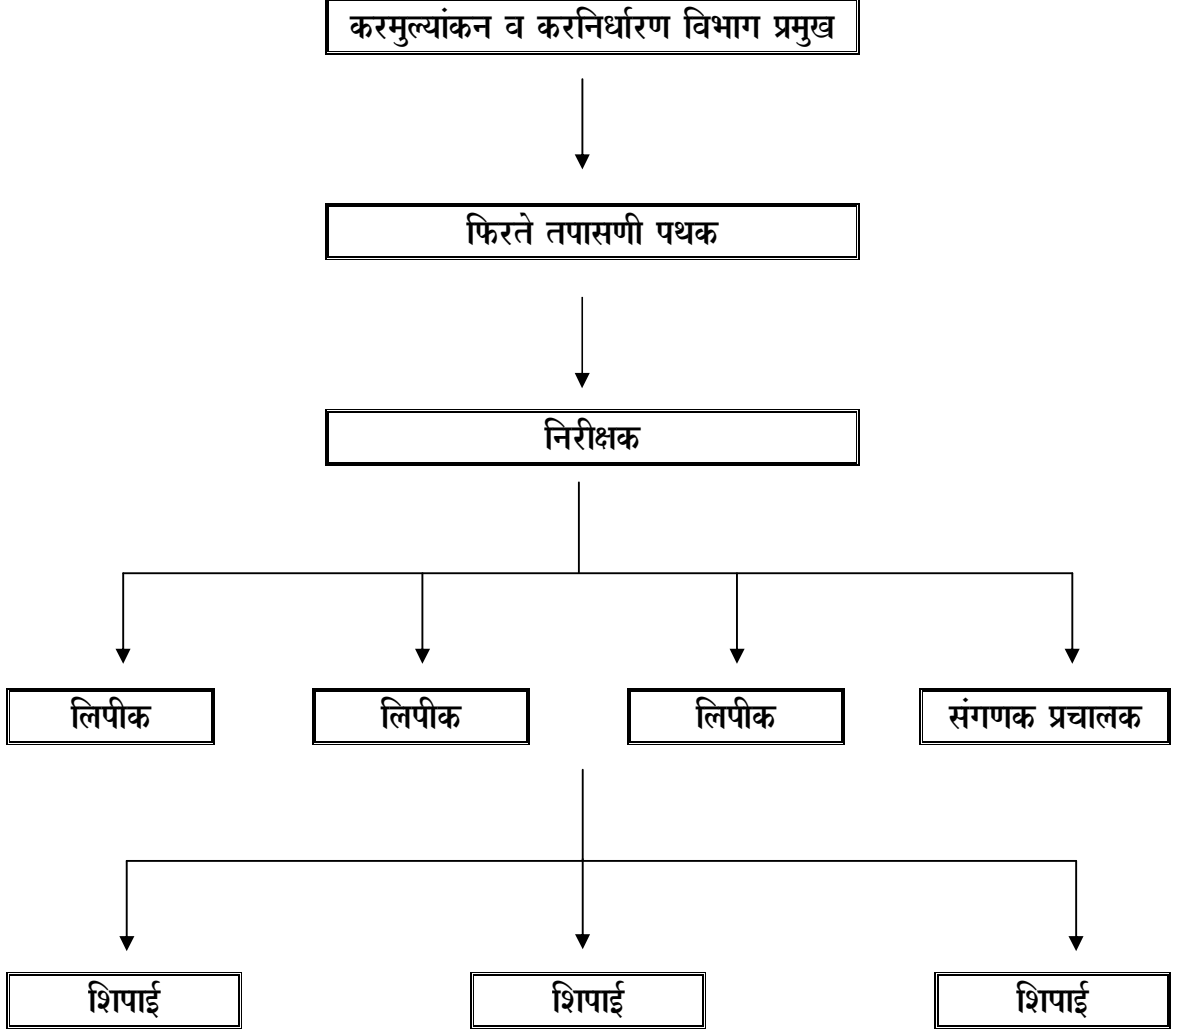 करमुल्यांकन व करनिर्धारण विभाग प्रमुख
फिरते तपासणी पथक
निरीक्षक
लिपीक
लिपीक
लिपीक
संगणक प्रचालक
शिपाई
शिपाई
शिपाई